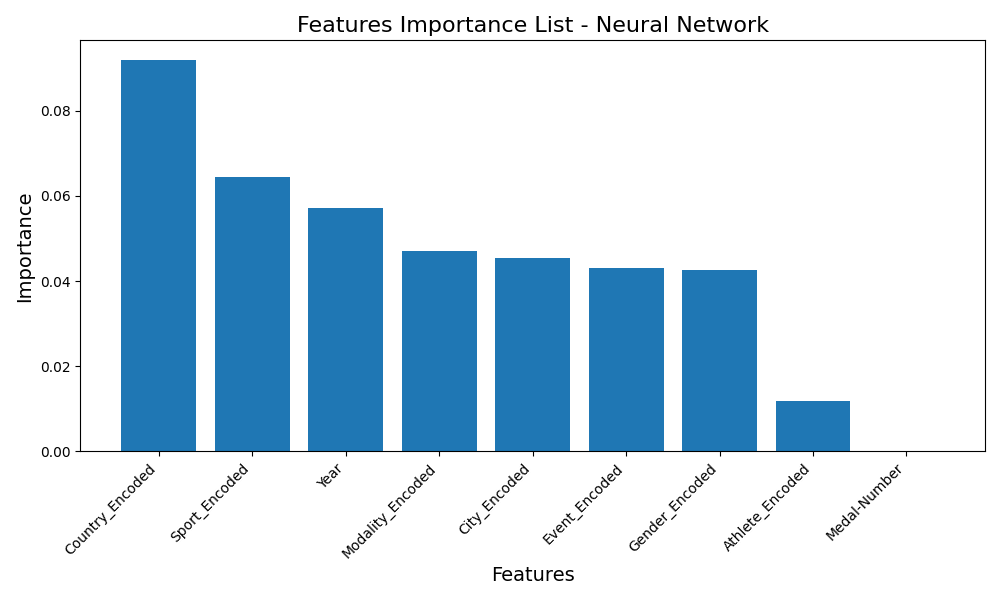 Features Importance List - Neural Network
Importance
0.08
0.06
0.04
0.02
0.00
Country_Encoded
Sport_Encoded
Year
Modality_Encoded
City_Encoded
Event_Encoded
Gender_Encoded
Athlete_Encoded
Medal-Number
Features